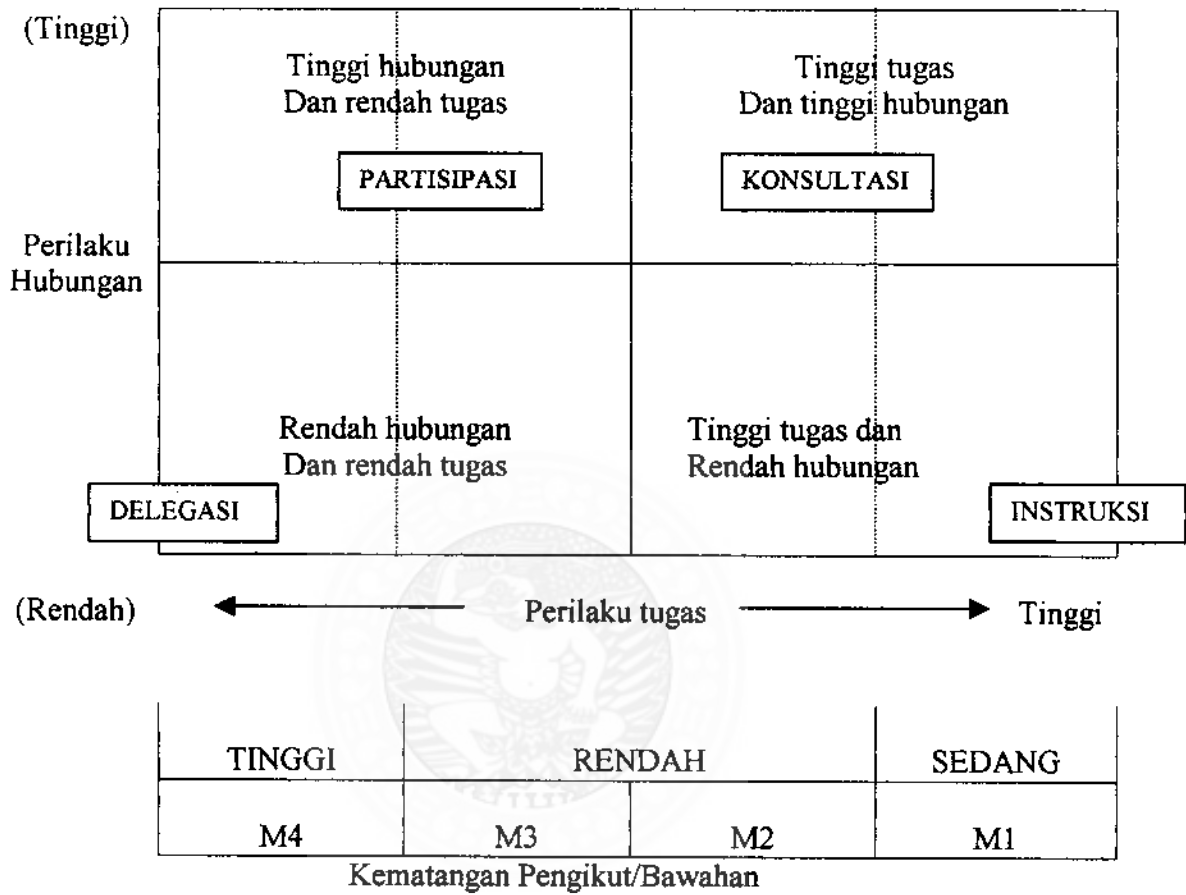 (Tinggi)
Tinggi hubungan
Dan rendah tugas
Tinggi tugas
Dan tinggi hubungan
PARTISIPASI
KONSULTASI
Perilaku
Hubungan
Rendah hubungan
Dan rendah tugas
Tinggi tugas dan
Rendah hubungan
DELEGASI
INSTRUKSI
(Rendah)
Perilaku tugas
Tinggi
TINGGI
RENDAH
SEDANG
M4
M3
M2
M1
Kematangan Pengikut/Bawahan